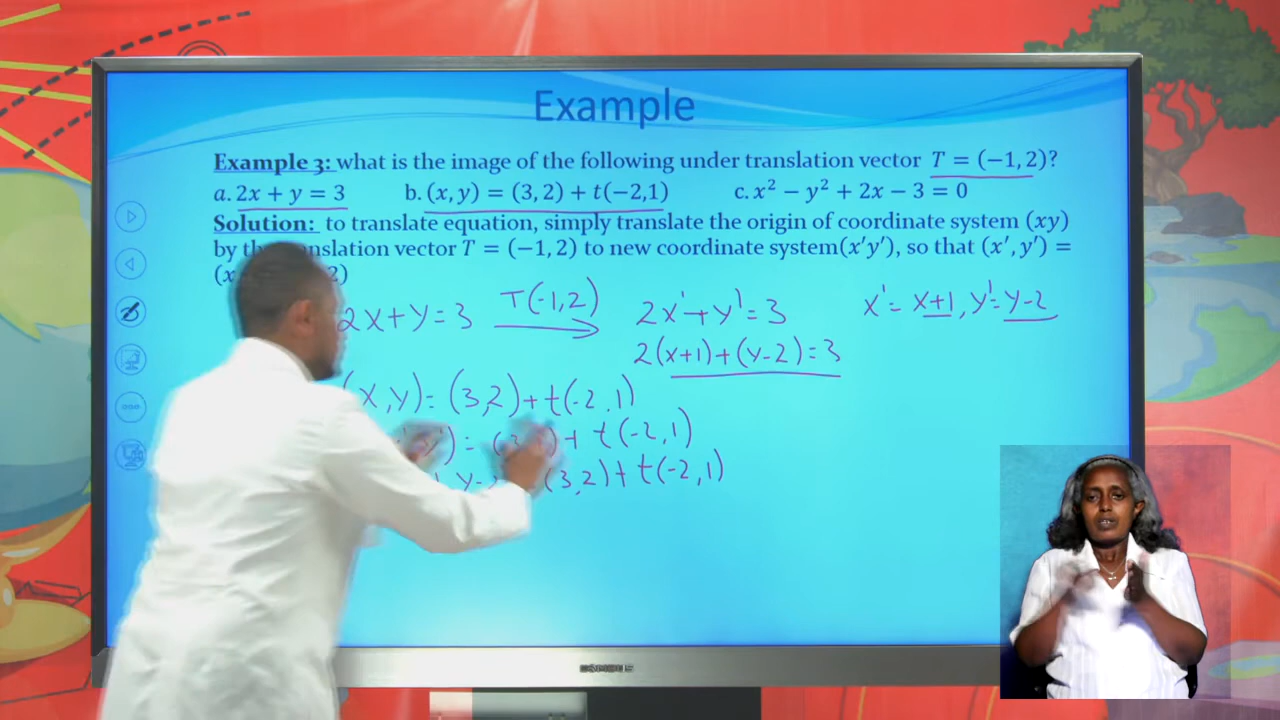 Example
Example 3: what is the image of the following under translation vector T = (−1, 2)?
a. 2x + y = 3 b. (x, y) = (3, 2) + t(−2,1) c. x² − y² + 2x − 3 = 0
Solution: to translate equation, simply translate the origin of coordinate system (xy)
by translation vector T = (−1, 2) to new coordinate system(x′y′), so that (x′, y′) =
(x 2)
2x+y=3 T(-1,2) 2x'+y'=3 x'= x+1, y'=y-2
2(x+1)+(y-2)=3
(x,y)= (3,2)+t(-2,1)
y')= + t(-2,1)
y-2 (3,2)+t(-2,1)